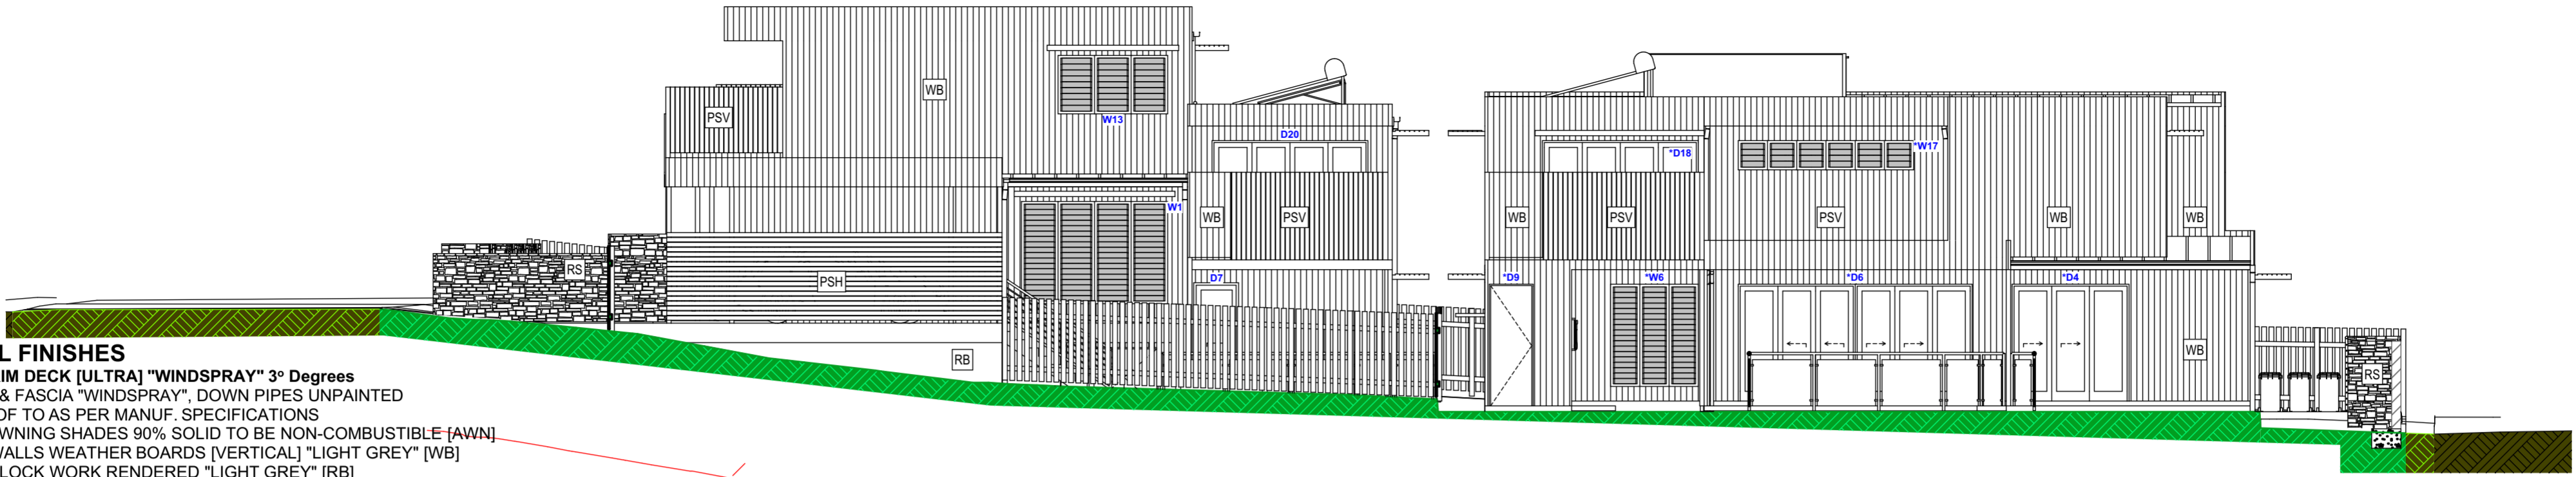 WB
PSV
W13
D20
*D18
*W17
W1
WB
PSV
WB
PSV
PSV
WB
WB
RS
PSH
D7
*D9
*W6
*D6
*D4
RB
WB
RS
L FINISHES
IM DECK [ULTRA] "WINDSPRAY" 3º Degrees
& FASCIA "WINDSPRAY", DOWN PIPES UNPAINTED
OF TO AS PER MANUF. SPECIFICATIONS
WNING SHADES 90% SOLID TO BE NON-COMBUSTIBLE [AWN]
WALLS WEATHER BOARDS [VERTICAL] "LIGHT GREY" [WB]
LOCK WORK RENDERED "LIGHT GREY" [RB]